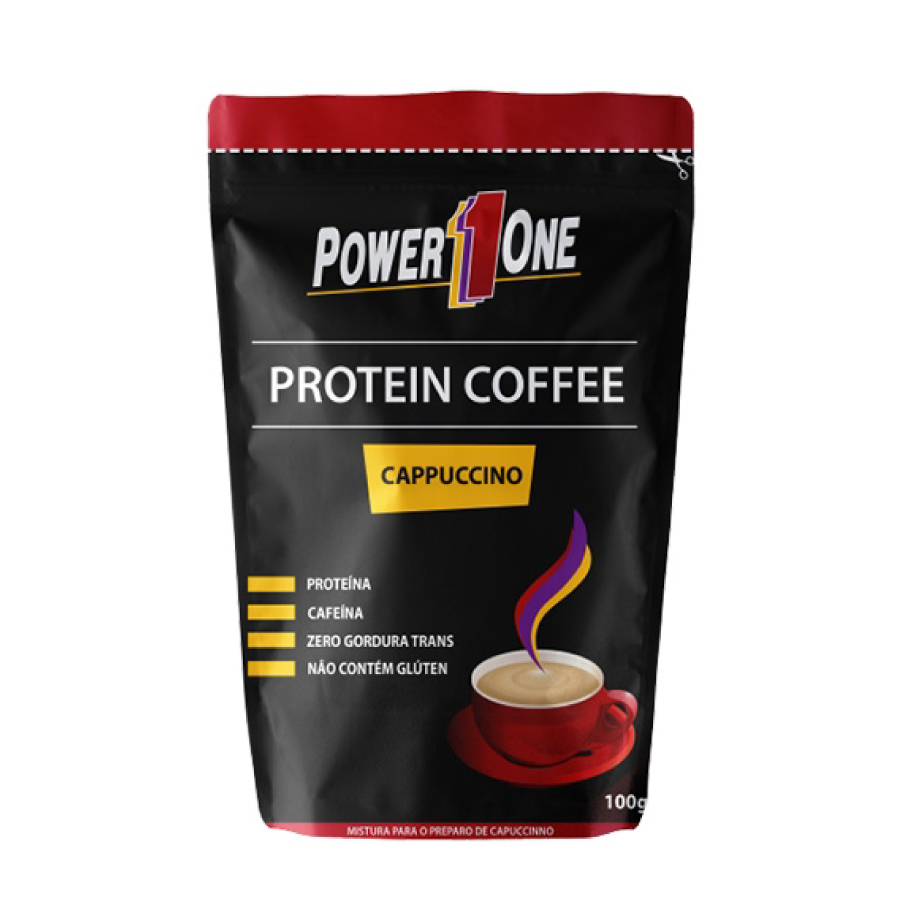 POWER 1 ONE
PROTEIN COFFEE
CAPPUCCINO
PROTEÍNA
CAFEÍNA
ZERO GORDURA TRANS
NÃO CONTÉM GLÚTEN
100g
MISTURA PARA O PREPARO DE CAPUCCINNO